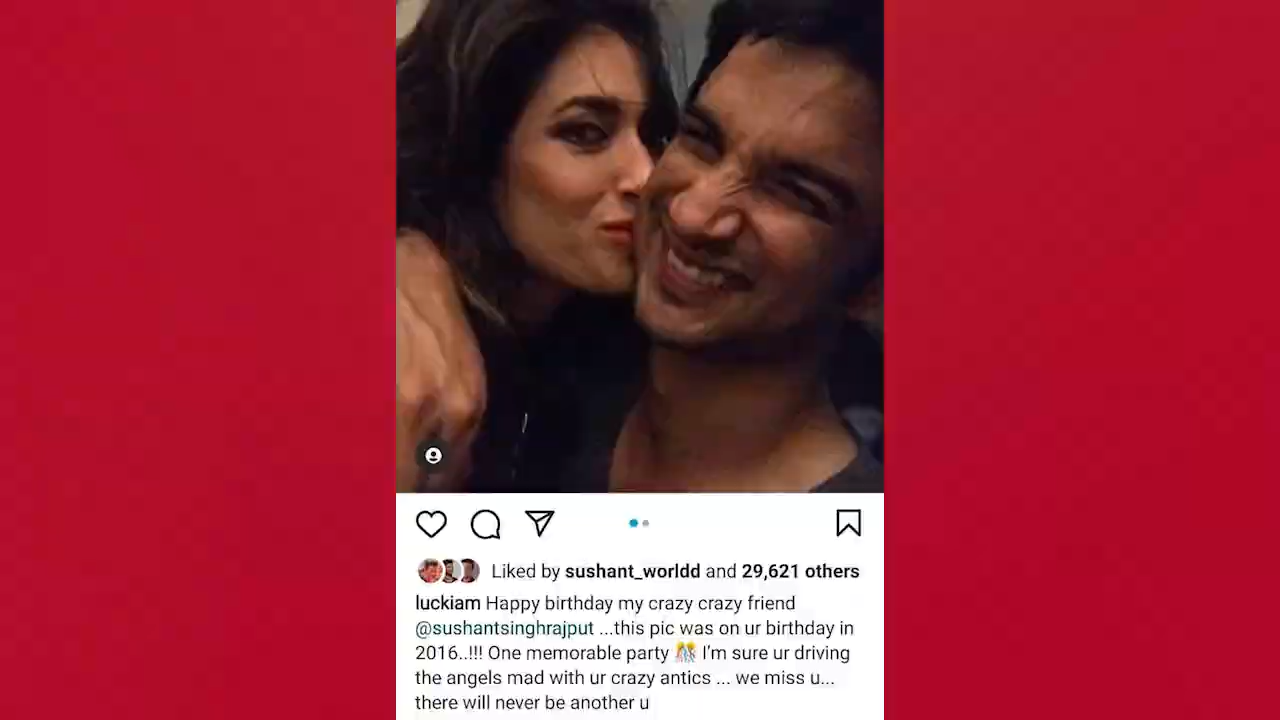 Liked by sushant_worldd and 29,621 others
luckiam Happy birthday my crazy crazy friend
@sushantsinghrajput ...this pic was on ur birthday in
2016..!!! One memorable party 🎊 I'm sure ur driving
the angels mad with ur crazy antics ... we miss u...
there will never be another u